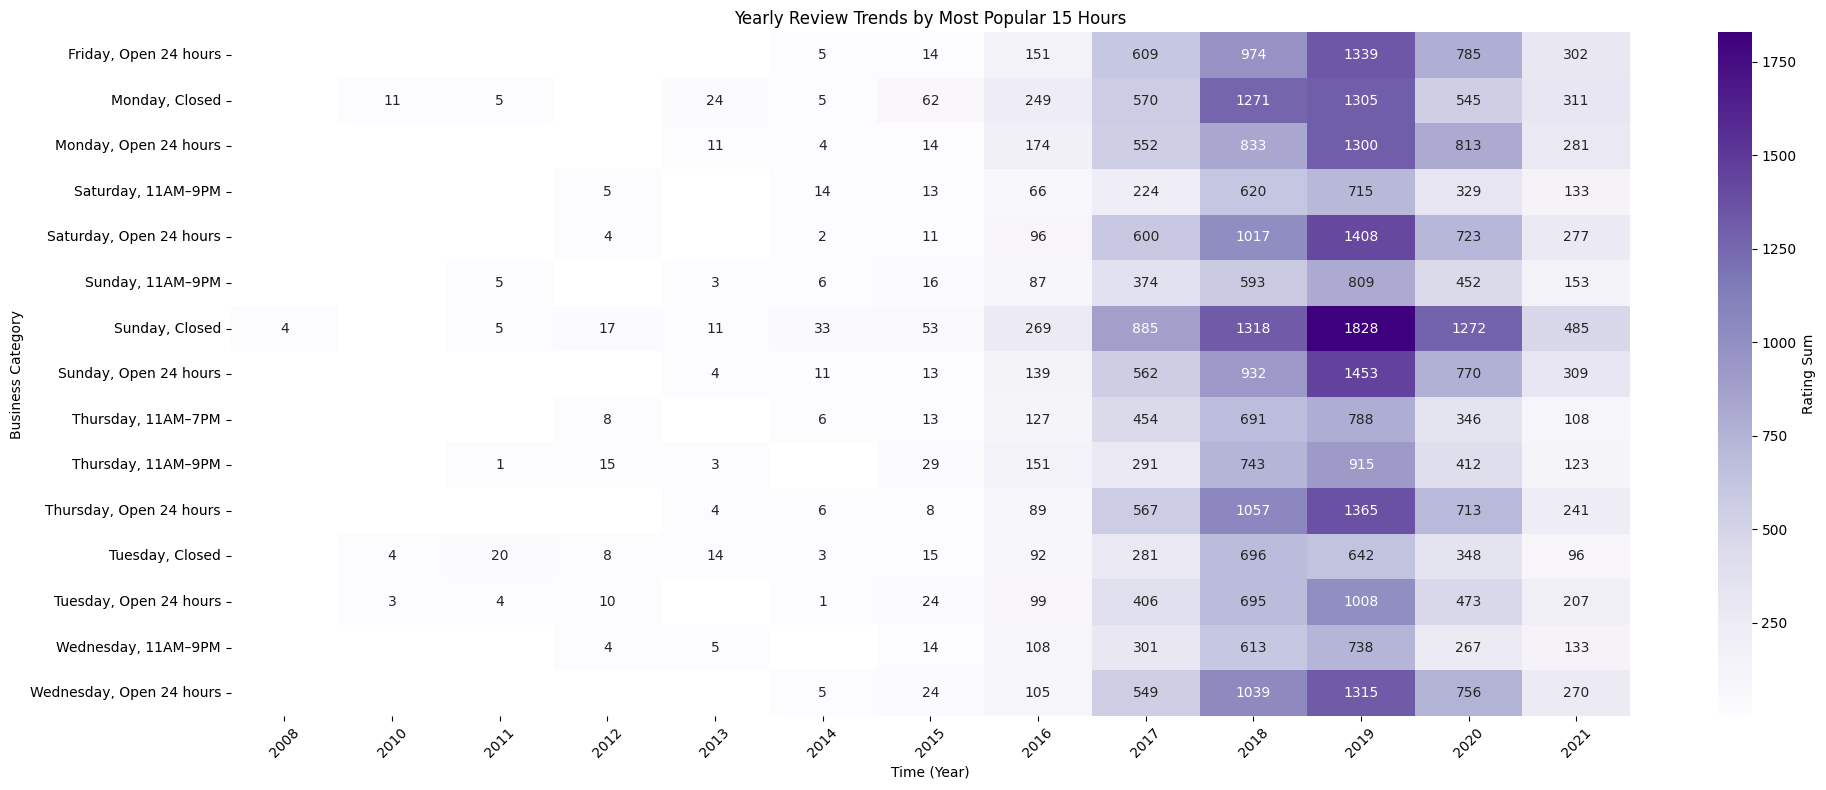 Yearly Review Trends by Most Popular 15 Hours
Friday, Open 24 hours 5 14 151 609 974 1339 785 302
Monday, Closed 11 5 24 5 62 249 570 1271 1305 545 311
Monday, Open 24 hours 11 4 14 174 552 833 1300 813 281
Saturday, 11AM–9PM 5 14 13 66 224 620 715 329 133
Saturday, Open 24 hours 4 2 11 96 600 1017 1408 723 277
Sunday, 11AM–9PM 5 3 6 16 87 374 593 809 452 153
Sunday, Closed 4 5 17 11 33 53 269 885 1318 1828 1272 485
Sunday, Open 24 hours 4 11 13 139 562 932 1453 770 309
Thursday, 11AM–7PM 8 6 13 127 454 691 788 346 108
Thursday, 11AM–9PM 1 15 3 29 151 291 743 915 412 123
Thursday, Open 24 hours 4 6 8 89 567 1057 1365 713 241
Tuesday, Closed 4 20 8 14 3 15 92 281 696 642 348 96
Tuesday, Open 24 hours 3 4 10 1 24 99 406 695 1008 473 207
Wednesday, 11AM–9PM 4 5 14 108 301 613 738 267 133
Wednesday, Open 24 hours 5 24 105 549 1039 1315 756 270
2008 2010 2011 2012 2013 2014 2015 2016 2017 2018 2019 2020 2021
Time (Year)
Business Category
1750
1500
1250
1000
750
500
250
Rating Sum